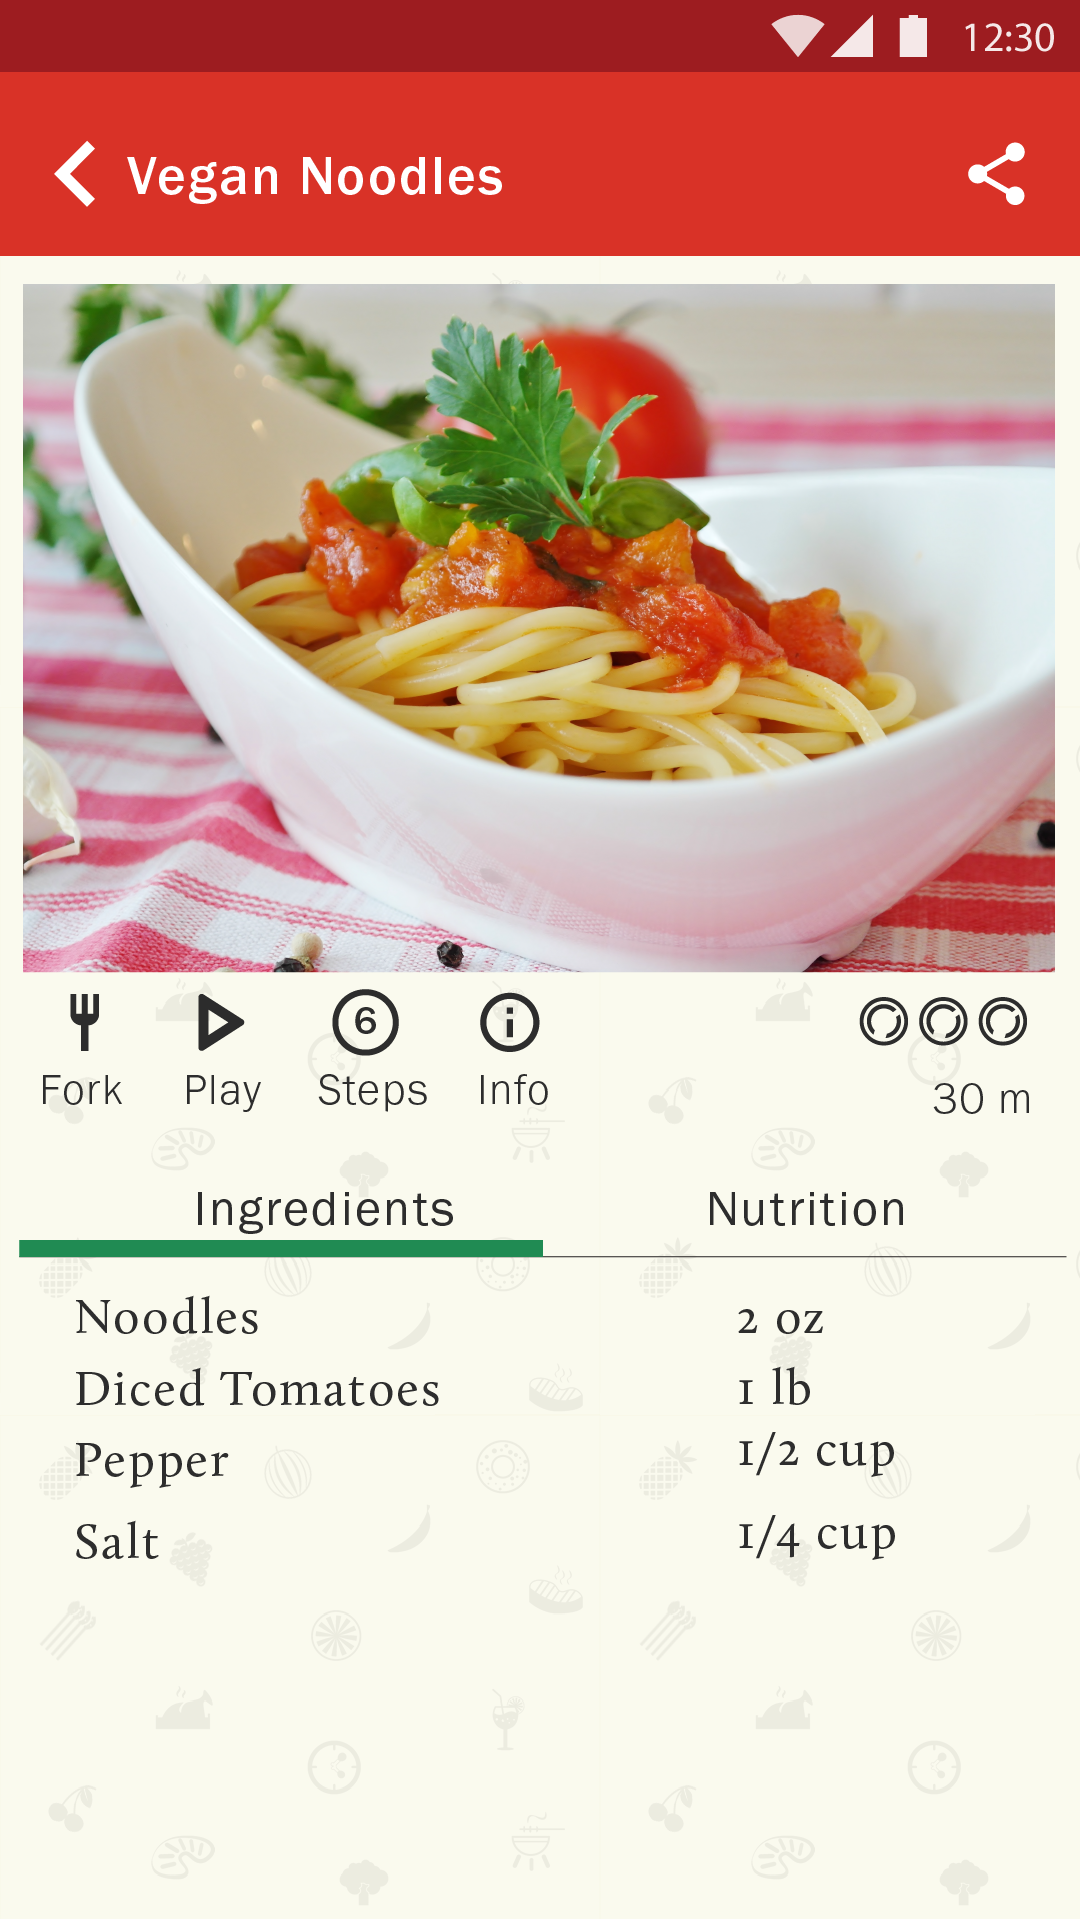 12:30
Vegan Noodles
6
Fork Play Steps Info
30 m
Ingredients Nutrition
Noodles 2 oz
Diced Tomatoes 1 lb
Pepper 1/2 cup
Salt 1/4 cup